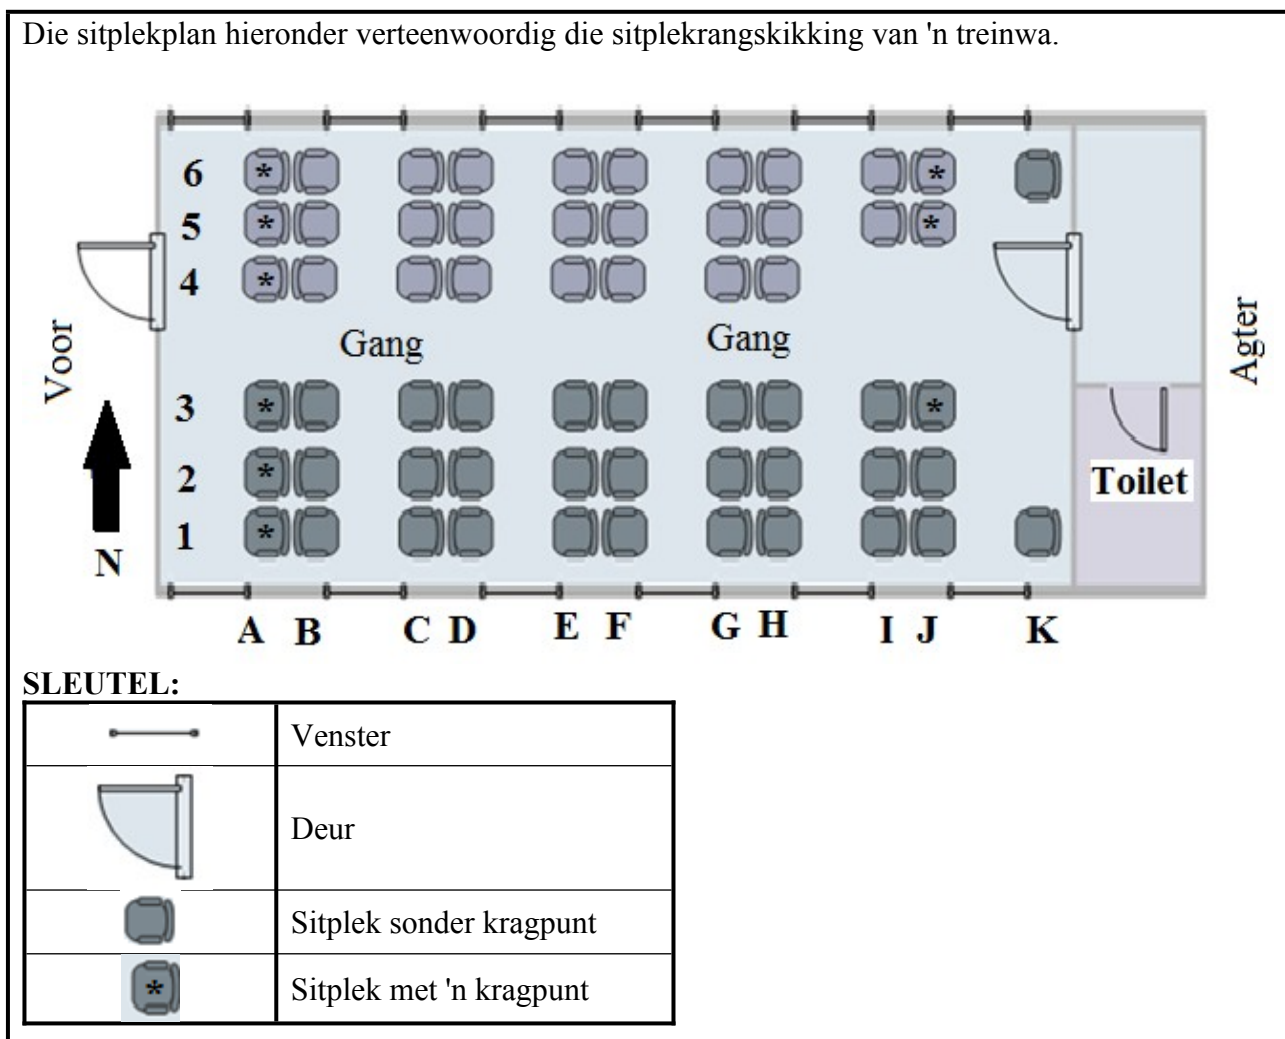 Die sitplekplan hieronder verteenwoordig die sitplekrangskikking van 'n treinwa.
6 * *
5 * *
4 *
Gang Gang
Voor
Agter
3 * *
2 *
Toilet
1 *
N
A B C D E F G H I J K
SLEUTEL:
Venster
Deur
Sitplek sonder kragpunt
* Sitplek met 'n kragpunt